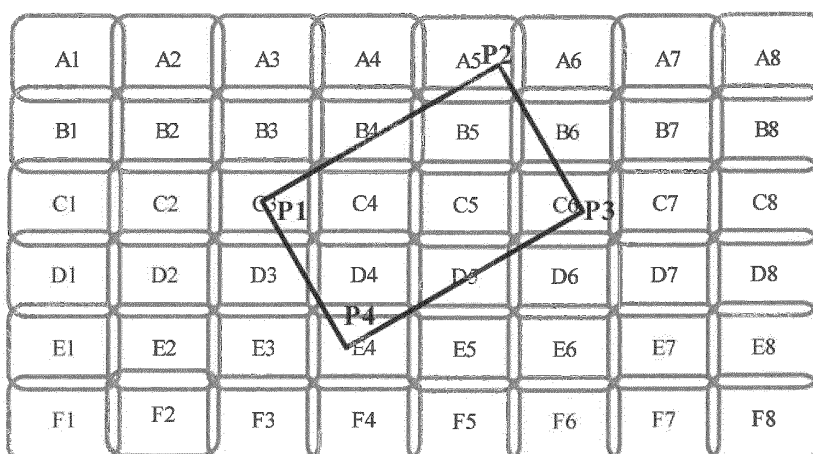 A1 A2 A3 A4 A5 P2 A6 A7 A8
B1 B2 B3 B4 B5 B6 B7 B8
C1 C2 C3 P1 C4 C5 C6 P3 C7 C8
D1 D2 D3 D4 D5 D6 D7 D8
P4
E1 E2 E3 E4 E5 E6 E7 E8
F1 F2 F3 F4 F5 F6 F7 F8